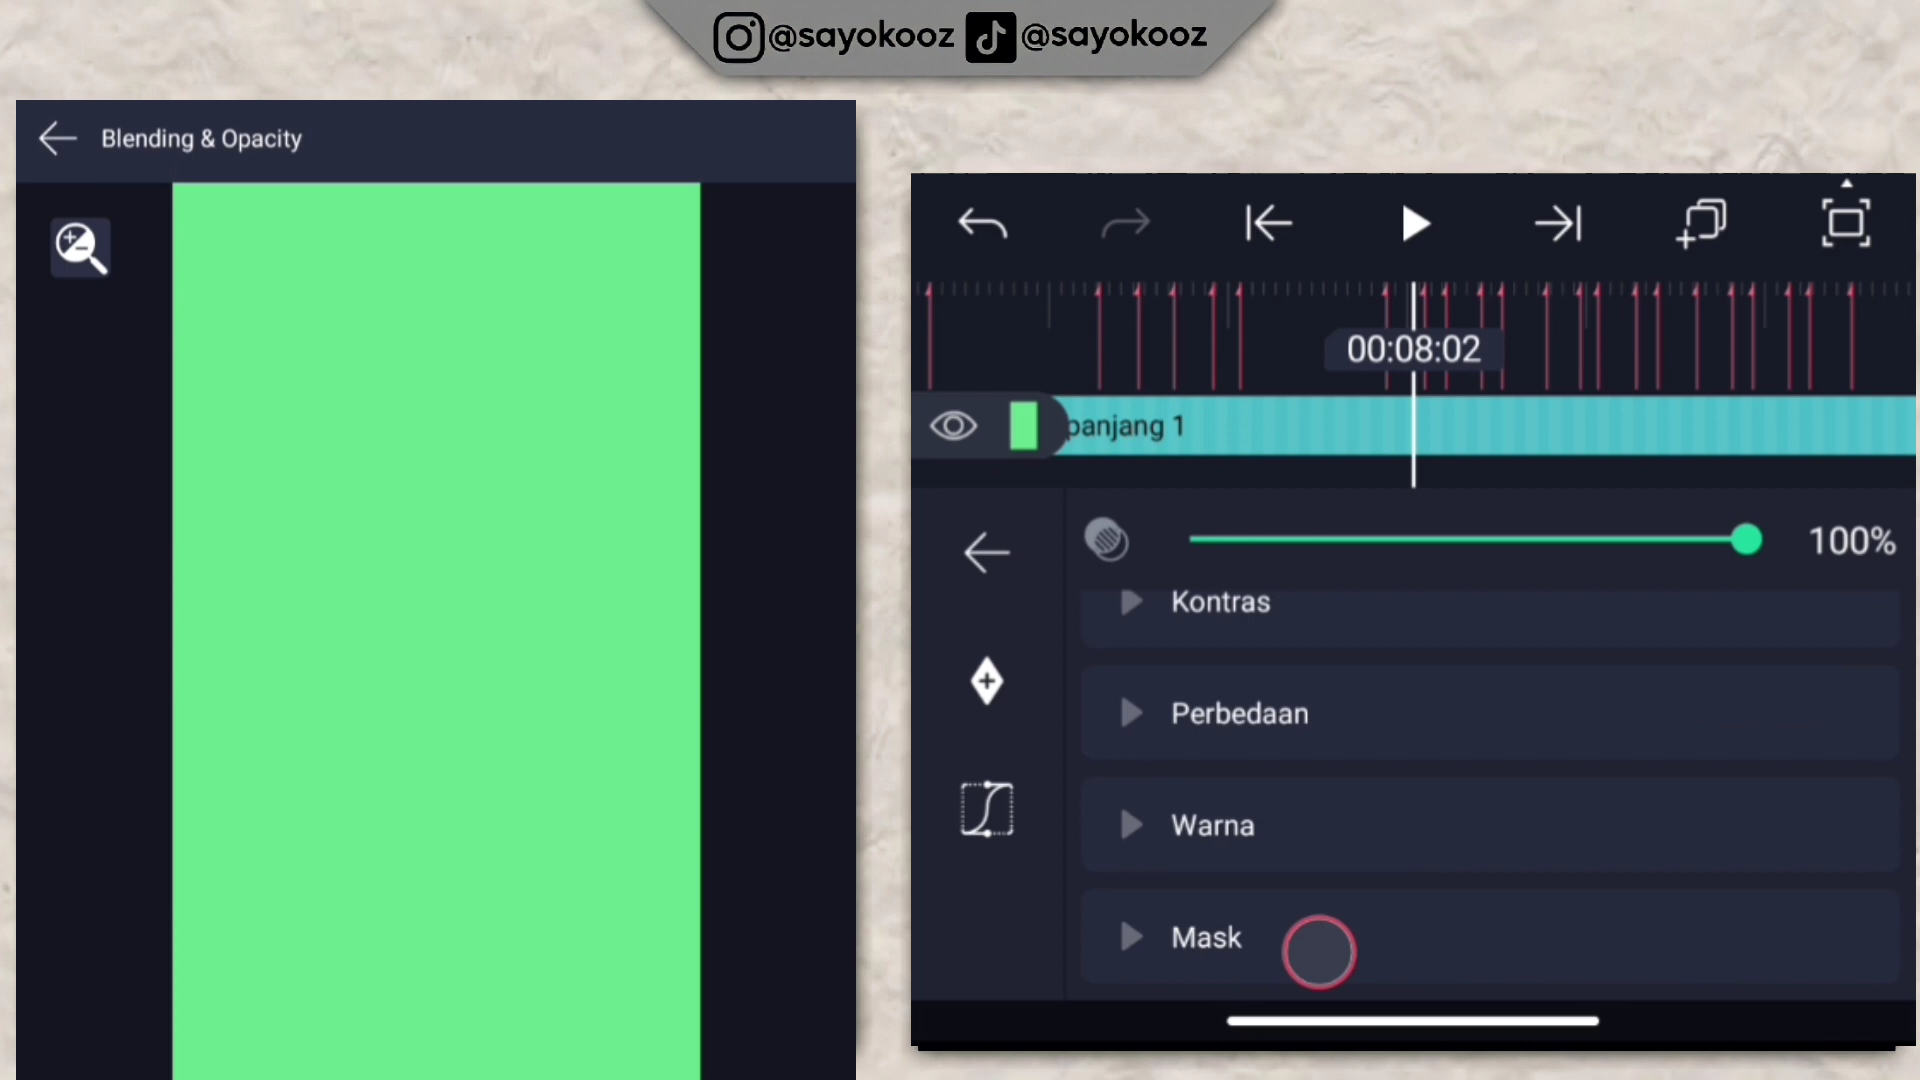 @sayokooz @sayokooz
Blending & Opacity
00:08:02
panjang 1
100%
Kontras
Perbedaan
Warna
Mask